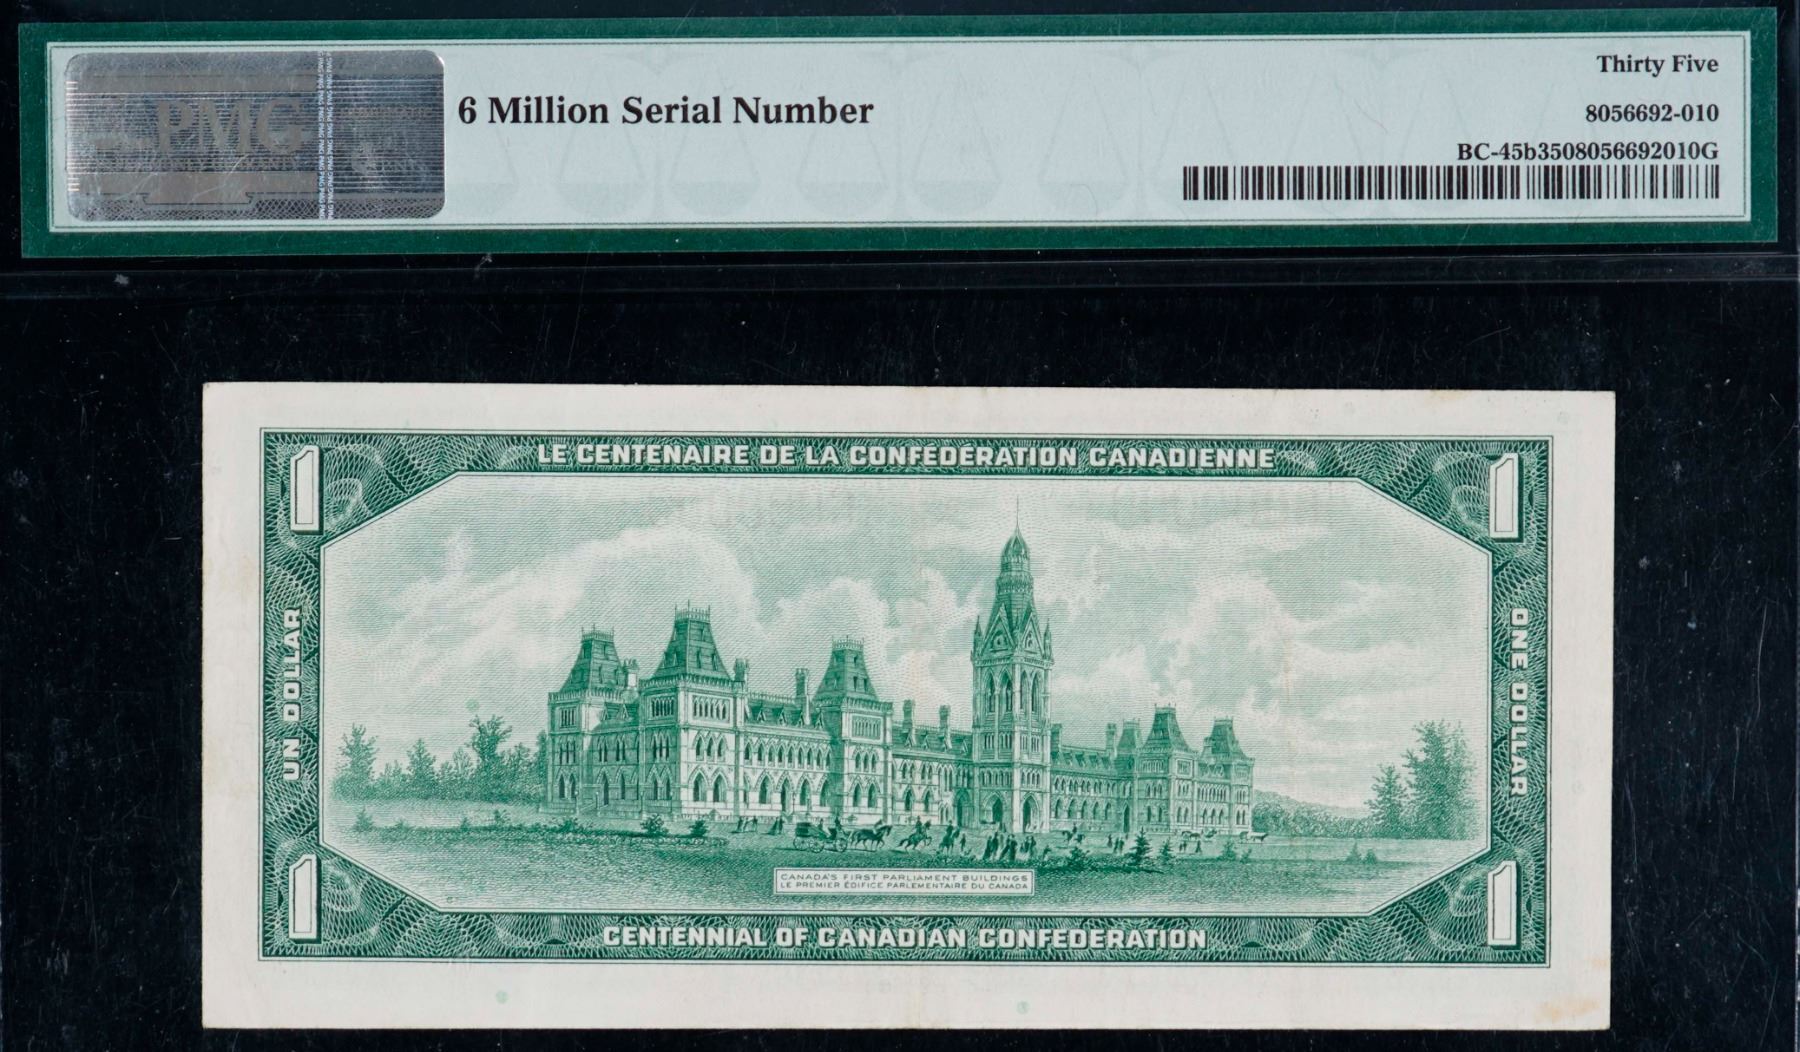 PMG
6 Million Serial Number
Thirty Five
8056692-010
BC-45b3508056692010G
LE CENTENAIRE DE LA CONFÉDÉRATION CANADIENNE
1
1
UN DOLLAR
ONE DOLLAR
CANADA'S FIRST PARLIAMENT BUILDINGS
LE PREMIER ÉDIFICE PARLEMENTAIRE DU CANADA
1
1
CENTENNIAL OF CANADIAN CONFEDERATION